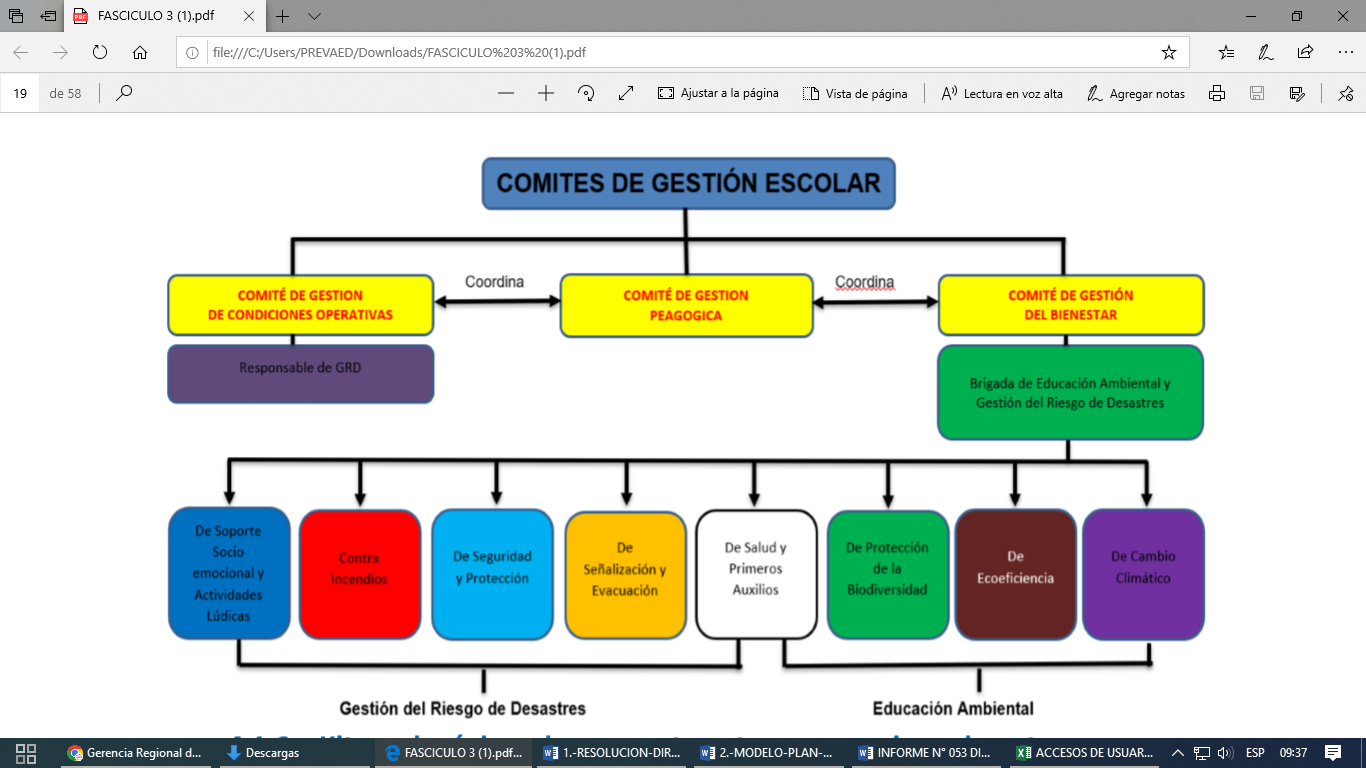 FASCICULO 3 (1).pdf
file:///C:/Users/PREVAED/Downloads/FASCICULO%203%20(1).pdf
19 de 58
Ajustar a la página
Vista de página
Lectura en voz alta
Agregar notas
COMITES DE GESTIÓN ESCOLAR
COMITÉ DE GESTION
DE CONDICIONES OPERATIVAS
Coordina
COMITÉ DE GESTION
PEAGOGICA
Coordina
COMITÉ DE GESTIÓN
DEL BIENESTAR
Responsable de GRD
Brigada de Educación Ambiental y
Gestión del Riesgo de Desastres
De Soporte
Socio
emocional y
Actividades
Lúdicas
Contra
Incendios
De Seguridad
y Protección
De
Señalización y
Evacuación
De Salud y
Primeros
Auxilios
De Protección
de la
Biodiversidad
De
Ecoeficiencia
De Cambio
Climático
Gestión del Riesgo de Desastres
Educación Ambiental
Gerencia Regional d...
Descargas
FASCICULO 3 (1).pdf...
1.-RESOLUCION-DIR...
2.-MODELO-PLAN-...
INFORME N° 053 DI...
ACCESOS DE USUAR...
ESP
09:37